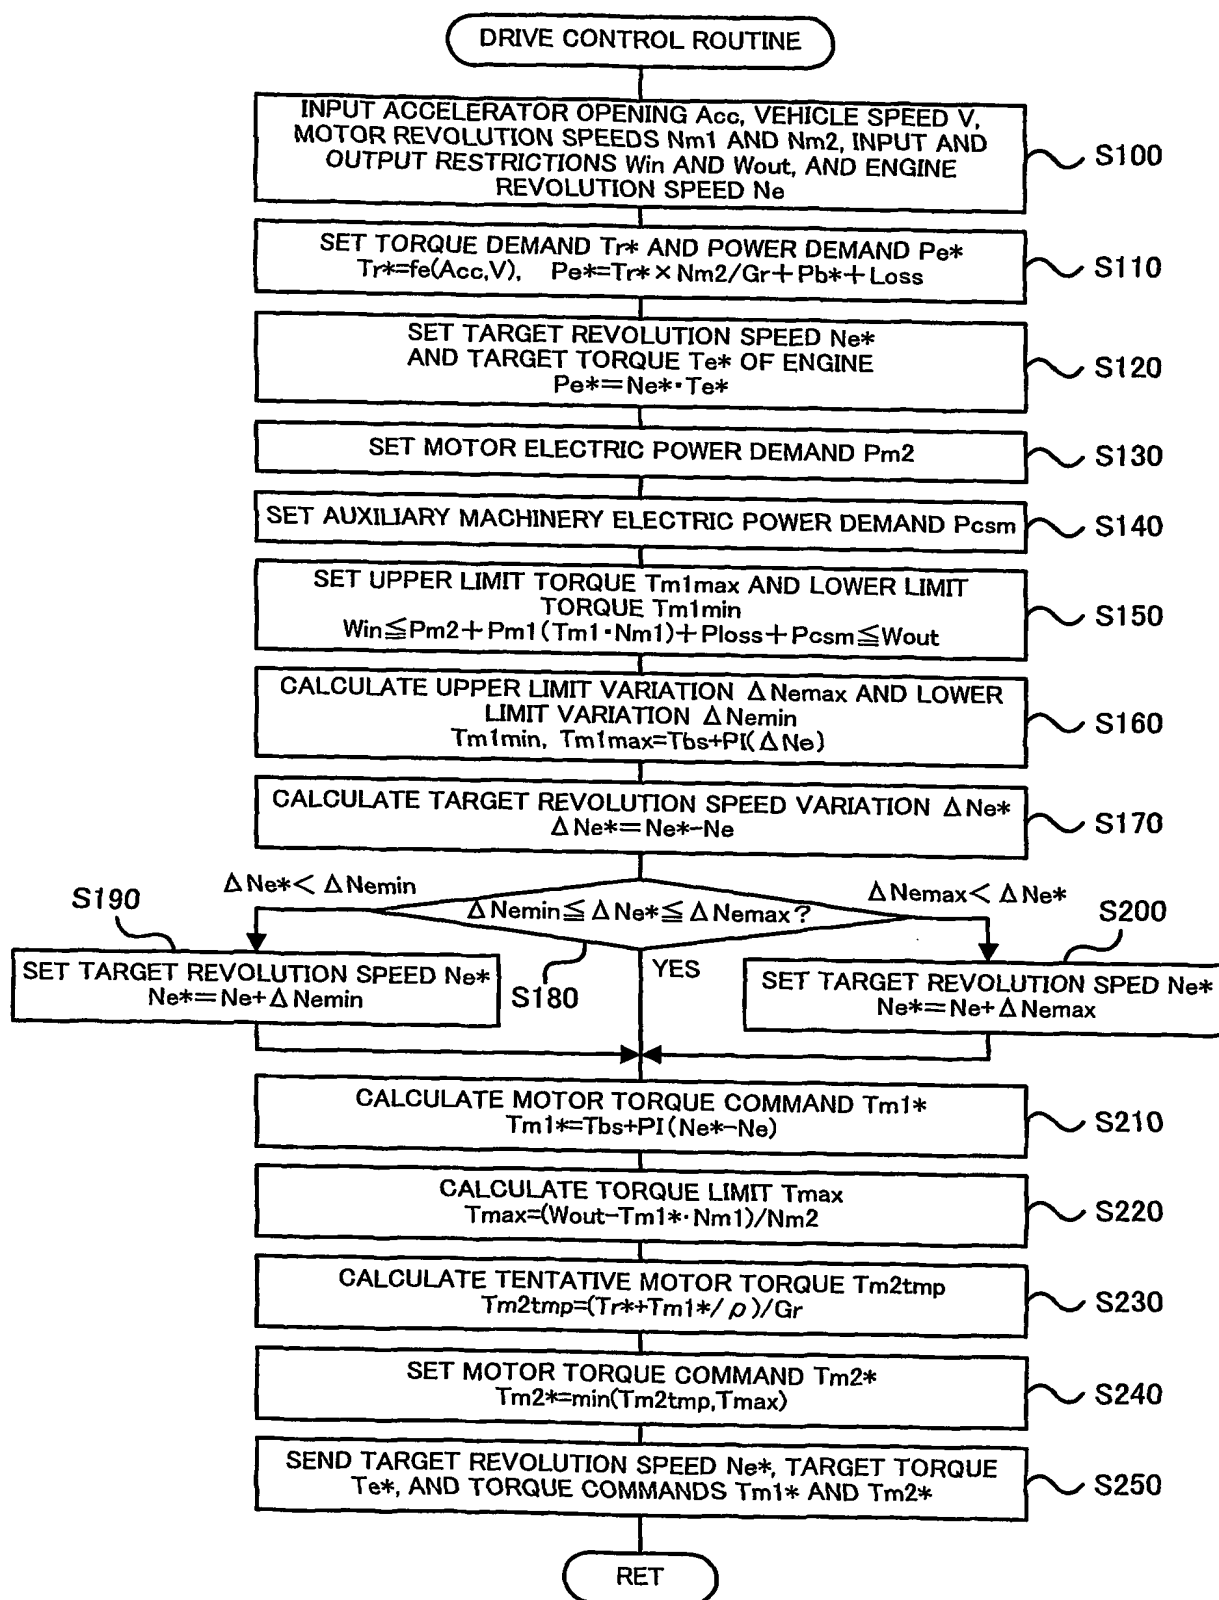 DRIVE CONTROL ROUTINE
INPUT ACCELERATOR OPENING Acc, VEHICLE SPEED V,
MOTOR REVOLUTION SPEEDS Nm1 AND Nm2, INPUT AND
OUTPUT RESTRICTIONS Win AND Wout, AND ENGINE
REVOLUTION SPEED Ne
S100
SET TORQUE DEMAND Tr* AND POWER DEMAND Pe*
Tr*=fe(Acc,V), Pe*=Tr*×Nm2/Gr+Pb*+Loss
S110
SET TARGET REVOLUTION SPEED Ne*
AND TARGET TORQUE Te* OF ENGINE
Pe*=Ne*·Te*
S120
SET MOTOR ELECTRIC POWER DEMAND Pm2
S130
SET AUXILIARY MACHINERY ELECTRIC POWER DEMAND Pcsm
S140
SET UPPER LIMIT TORQUE Tm1max AND LOWER LIMIT
TORQUE Tm1min
Win≦Pm2+Pm1(Tm1·Nm1)+Ploss+Pcsm≦Wout
S150
CALCULATE UPPER LIMIT VARIATION ΔNemax AND LOWER
LIMIT VARIATION ΔNemin
Tm1min, Tm1max=Tbs+PI(ΔNe)
S160
CALCULATE TARGET REVOLUTION SPEED VARIATION ΔNe*
ΔNe*=Ne*-Ne
S170
ΔNe*<ΔNemin
ΔNemin≦ΔNe*≦ΔNemax?
ΔNemax<ΔNe*
S180
YES
S190
SET TARGET REVOLUTION SPEED Ne*
Ne*=Ne+ΔNemin
S200
SET TARGET REVOLUTION SPED Ne*
Ne*=Ne+ΔNemax
CALCULATE MOTOR TORQUE COMMAND Tm1*
Tm1*=Tbs+PI(Ne*-Ne)
S210
CALCULATE TORQUE LIMIT Tmax
Tmax=(Wout-Tm1*·Nm1)/Nm2
S220
CALCULATE TENTATIVE MOTOR TORQUE Tm2tmp
Tm2tmp=(Tr*+Tm1*/ρ)/Gr
S230
SET MOTOR TORQUE COMMAND Tm2*
Tm2*=min(Tm2tmp,Tmax)
S240
SEND TARGET REVOLUTION SPEED Ne*, TARGET TORQUE
Te*, AND TORQUE COMMANDS Tm1* AND Tm2*
S250
RET